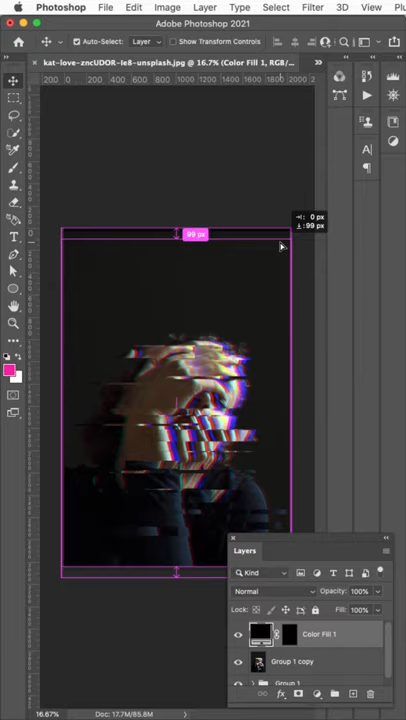 Photoshop File Edit Image Layer Type Select Filter 3D View
Adobe Photoshop 2021
Auto-Select: Layer Show Transform Controls
kat-love-zncUDOR-Ie8-unsplash.jpg @ 16.7% (Color Fill 1, RGB/...
200 0 200 400 600 800 1000 1200 1400 1600 1800 2000
→: 0 px
↓: 99 px
99 px
Layers
Kind
Normal Opacity: 100%
Lock: Fill: 100%
Color Fill 1
Group 1 copy
Group 1
fx
16.67% Doc: 17.7M/85.8M